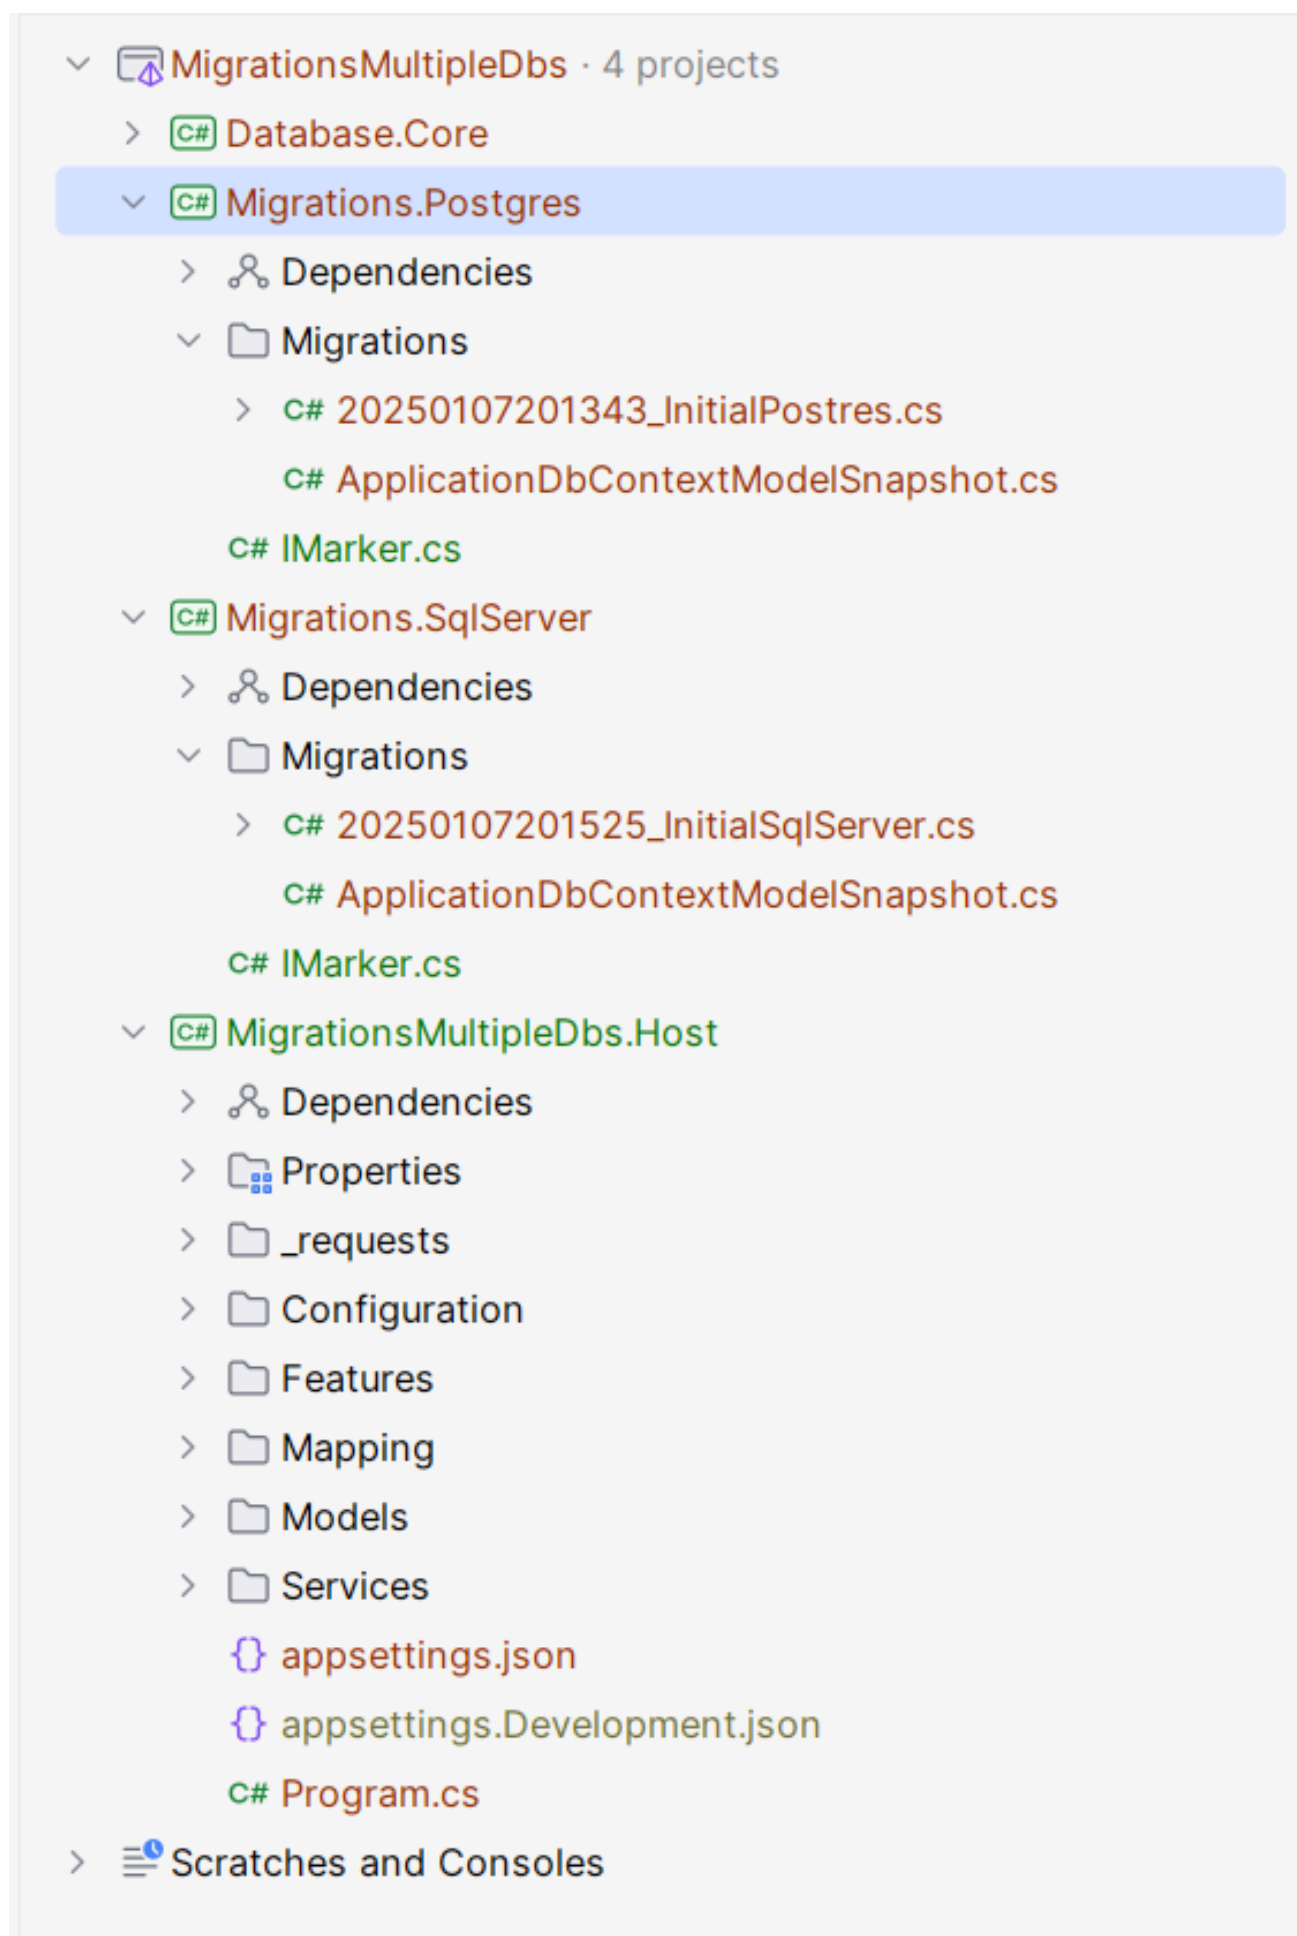 MigrationsMultipleDbs · 4 projects
C# Database.Core
C# Migrations.Postgres
Dependencies
Migrations
C# 20250107201343_InitialPostres.cs
C# ApplicationDbContextModelSnapshot.cs
C# IMarker.cs
C# Migrations.SqlServer
Dependencies
Migrations
C# 20250107201525_InitialSqlServer.cs
C# ApplicationDbContextModelSnapshot.cs
C# IMarker.cs
C# MigrationsMultipleDbs.Host
Dependencies
Properties
_requests
Configuration
Features
Mapping
Models
Services
{} appsettings.json
{} appsettings.Development.json
C# Program.cs
Scratches and Consoles